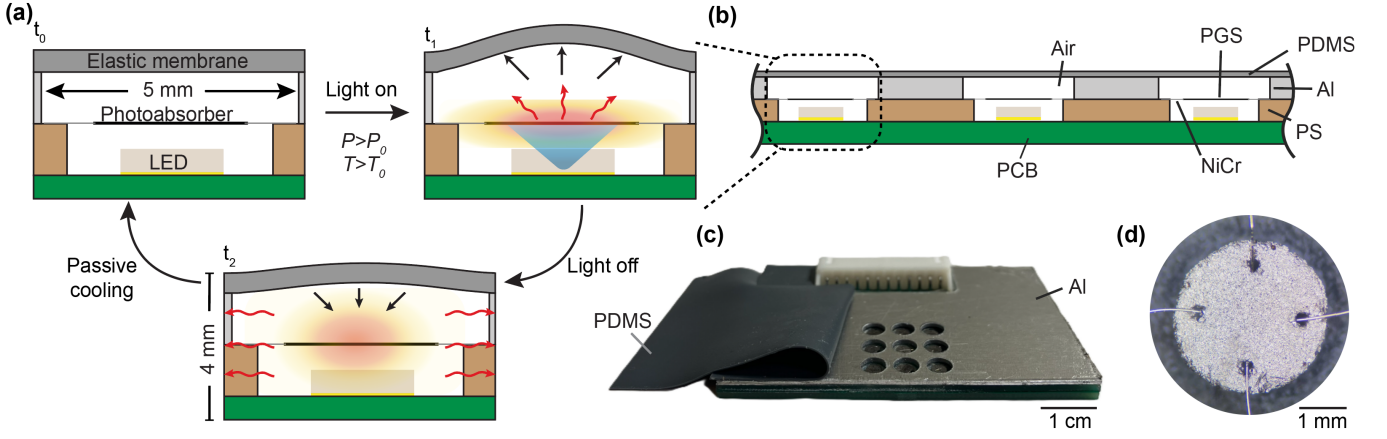 (a)
t0
Elastic membrane
5 mm
Photoabsorber
LED
Light on
P>P0
T>T0
t1
Passive
cooling
t2
4 mm
Light off
(b)
Air
PGS
PDMS
Al
PS
NiCr
PCB
(c)
PDMS
Al
1 cm
(d)
1 mm